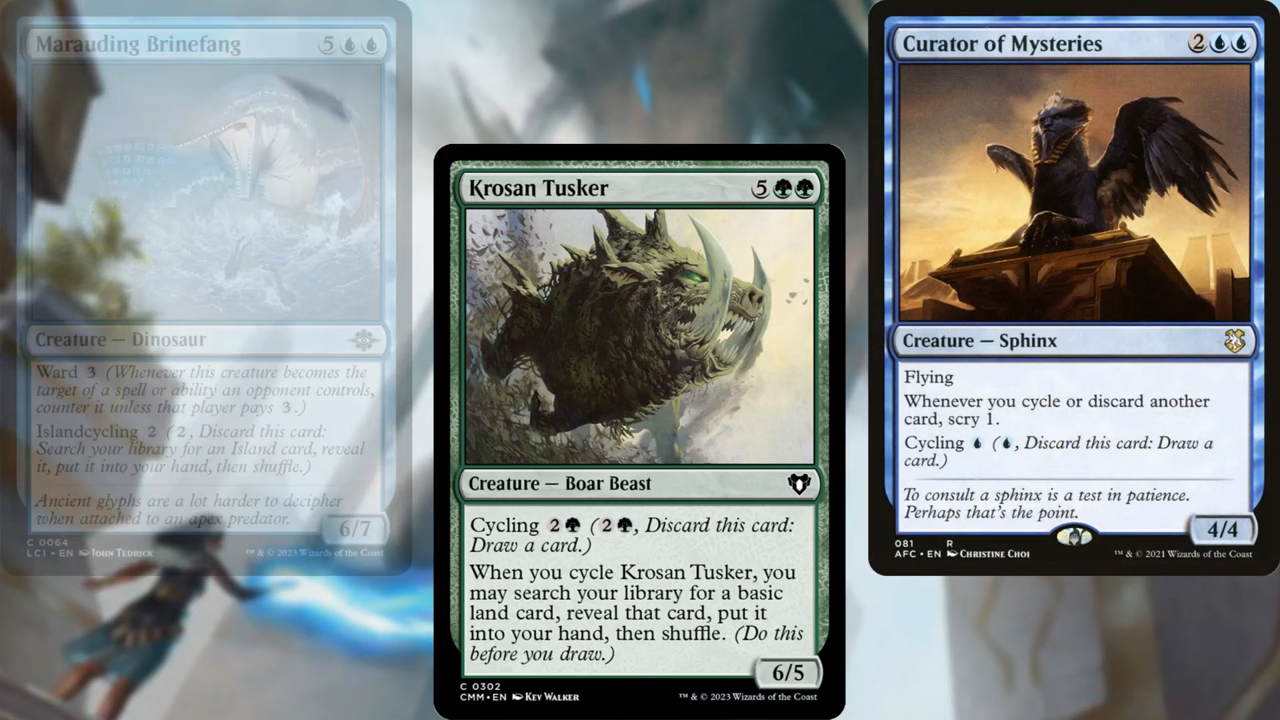 Marauding Brinefang 5
Creature — Dinosaur
Ward 3 (Whenever this creature becomes the
target of a spell or ability an opponent controls,
counter it unless that player pays 3.)
Islandcycling 2 (2, Discard this card:
Search your library for an Island card, reveal
it, put it into your hand, then shuffle.)
Ancient glyphs are a lot harder to decipher
when attached to an apex predator.
6/7
C 0064
LCI • EN JOHN TEDRICK ™ & © 2023 Wizards of the Coast
Krosan Tusker 5
Creature — Boar Beast
Cycling 2 (2, Discard this card:
Draw a card.)
When you cycle Krosan Tusker, you
may search your library for a basic
land card, reveal that card, put it
into your hand, then shuffle. (Do this
before you draw.)
6/5
C 0302
CMM • EN KEV WALKER ™ & © 2023 Wizards of the Coast
Curator of Mysteries 2
Creature — Sphinx
Flying
Whenever you cycle or discard another
card, scry 1.
Cycling (, Discard this card: Draw a
card.)
To consult a sphinx is a test in patience.
Perhaps that's the point.
4/4
081 R
AFC • EN CHRISTINE CHOI ™ & © 2021 Wizards of the Coast